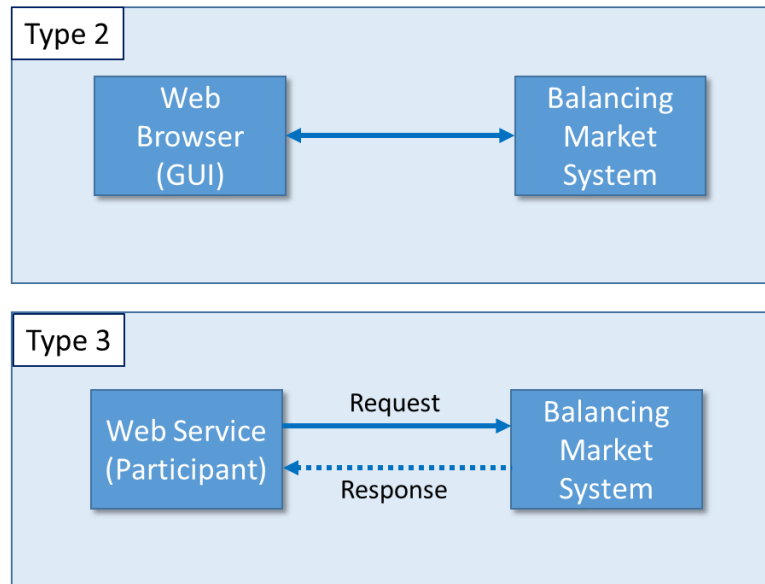 Type 2
Web
Browser
(GUI)
Balancing
Market
System
Type 3
Web Service
(Participant)
Request
Response
Balancing
Market
System